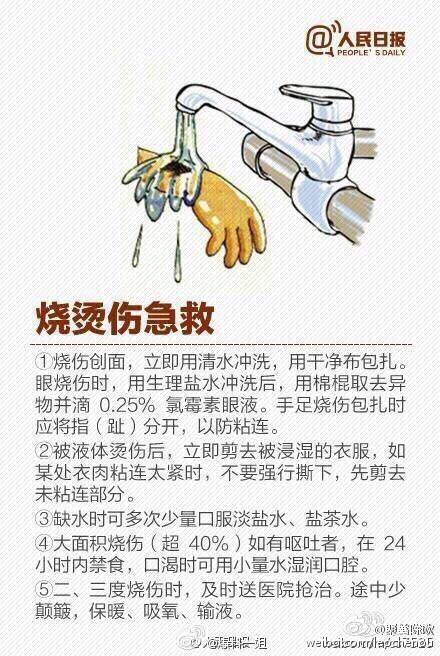 @人民日报
PEOPLE'S DAILY
烧烫伤急救
①烧伤创面，立即用清水冲洗，用干净布包扎。
眼烧伤时，用生理盐水冲洗后，用棉棍取去异
物并滴 0.25% 氯霉素眼液。手足烧伤包扎时
应将指（趾）分开，以防粘连。
②被液体烫伤后，立即剪去被浸湿的衣服，如
某处衣肉粘连太紧时，不要强行撕下，先剪去
未粘连部分。
③缺水时可多次少量口服淡盐水、盐茶水。
④大面积烧伤（超 40%）如有呕吐者，在 24
小时内禁食，口渴时可用小量水湿润口腔。
⑤二、三度烧伤时，及时送医院抢治。途中少
颠簸，保暖、吸氧、输液。